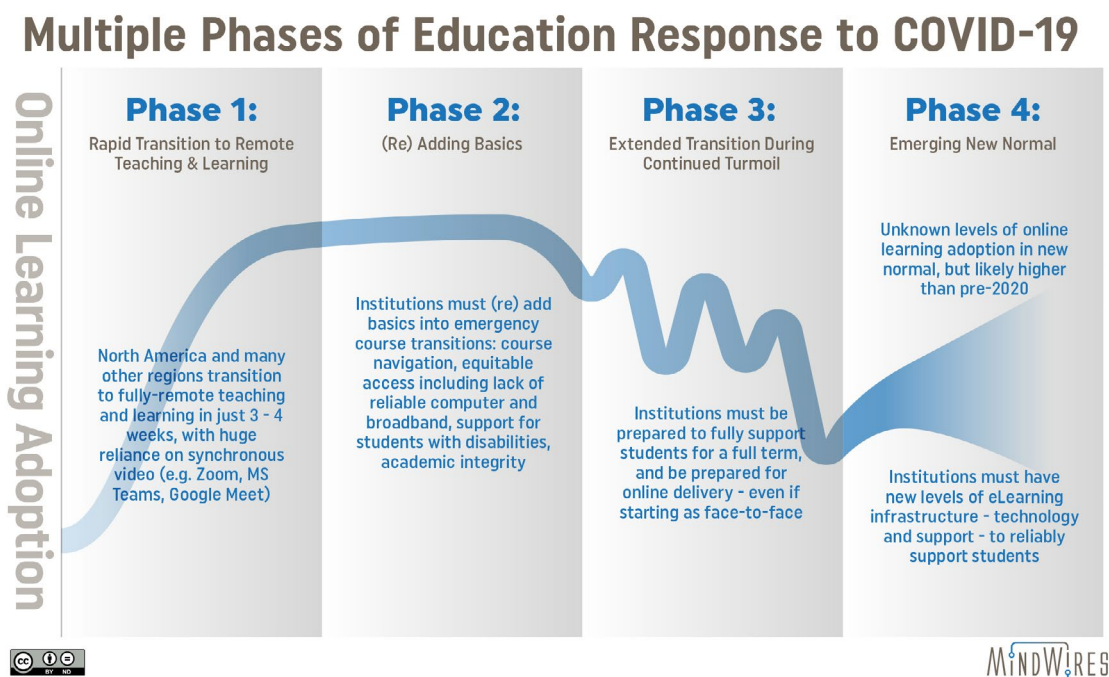 Multiple Phases of Education Response to COVID-19
Online Learning Adoption
Phase 1:
Rapid Transition to Remote
Teaching & Learning
North America and many
other regions transition
to fully-remote teaching
and learning in just 3 - 4
weeks, with huge
reliance on synchronous
video (e.g. Zoom, MS
Teams, Google Meet)
Phase 2:
(Re) Adding Basics
Institutions must (re) add
basics into emergency
course transitions: course
navigation, equitable
access including lack of
reliable computer and
broadband, support for
students with disabilities,
academic integrity
Phase 3:
Extended Transition During
Continued Turmoil
Institutions must be
prepared to fully support
students for a full term,
and be prepared for
online delivery - even if
starting as face-to-face
Phase 4:
Emerging New Normal
Unknown levels of online
learning adoption in new
normal, but likely higher
than pre-2020
Institutions must have
new levels of eLearning
infrastructure - technology
and support - to reliably
support students
cc
BY ND
MINDWIRES